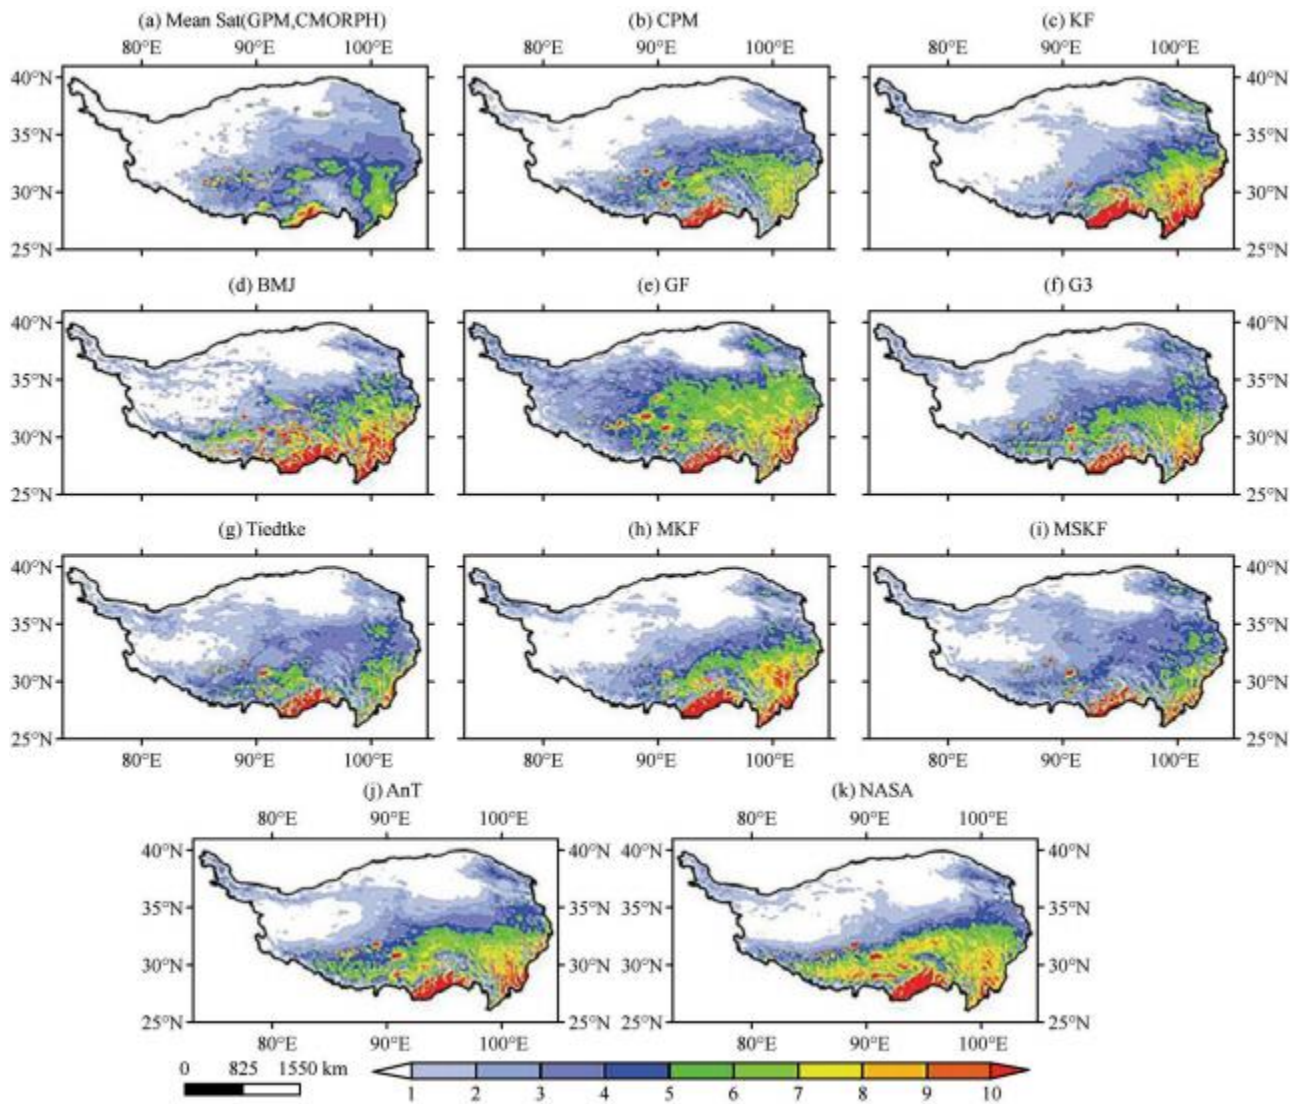 (a) Mean Sat(GPM,CMORPH) (b) CPM (c) KF
80°E 90°E 100°E 80°E 90°E 100°E 80°E 90°E 100°E
40°N 40°N
35°N 35°N
30°N 30°N
25°N 25°N
(d) BMJ (e) GF (f) G3
40°N 40°N
35°N 35°N
30°N 30°N
25°N 25°N
(g) Tiedtke (h) MKF (i) MSKF
40°N 40°N
35°N 35°N
30°N 30°N
25°N 25°N
80°E 90°E 100°E 80°E 90°E 100°E 80°E 90°E 100°E
(j) AnT (k) NASA
80°E 90°E 100°E 80°E 90°E 100°E
40°N 40°N 40°N 40°N
35°N 35°N 35°N 35°N
30°N 30°N 30°N 30°N
25°N 25°N 25°N 25°N
80°E 90°E 100°E 80°E 90°E 100°E
0 825 1550 km
1 2 3 4 5 6 7 8 9 10